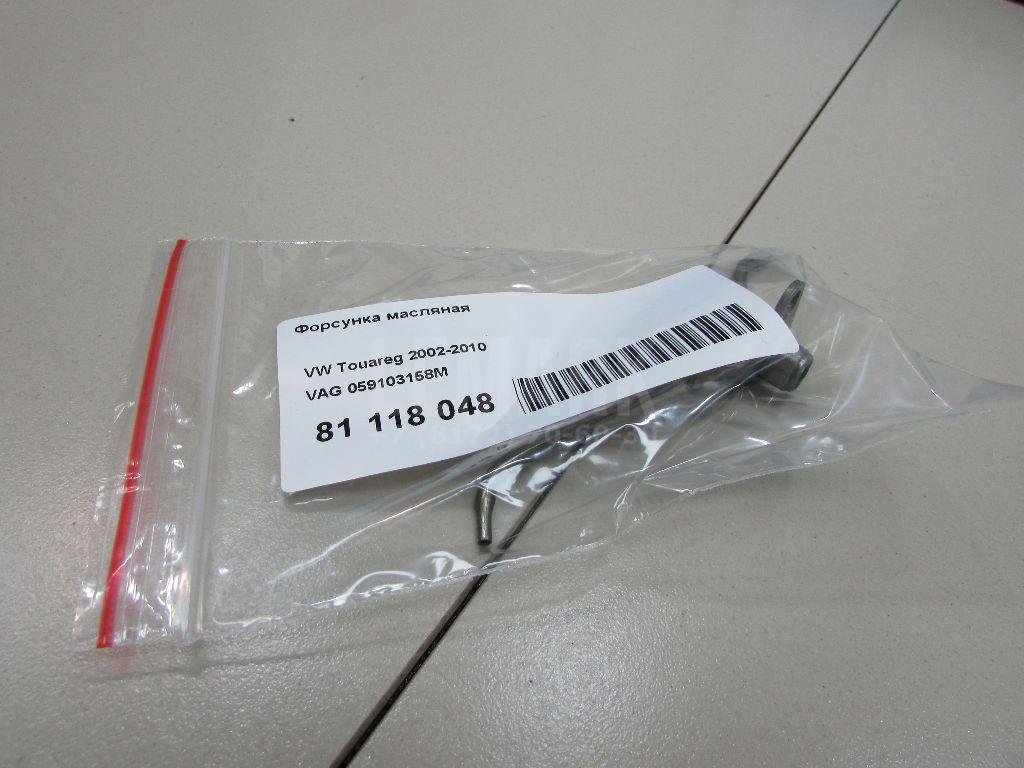 Форсунка масляная
VW Touareg 2002-2010
VAG 059103158M
81 118 048